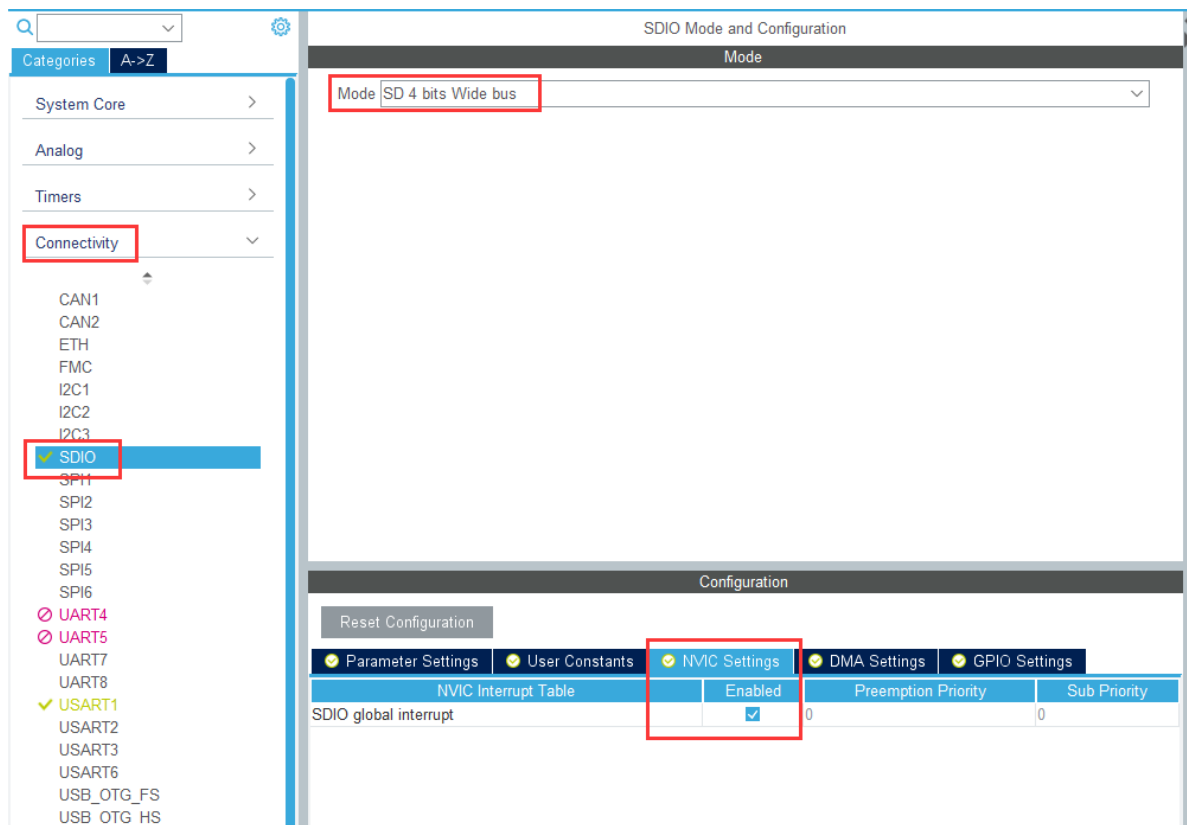 Categories A->Z
System Core
Analog
Timers
Connectivity
CAN1
CAN2
ETH
FMC
I2C1
I2C2
I2C3
SDIO
SPI1
SPI2
SPI3
SPI4
SPI5
SPI6
UART4
UART5
UART7
UART8
USART1
USART2
USART3
USART6
USB_OTG_FS
USB_OTG_HS
SDIO Mode and Configuration
Mode
Mode SD 4 bits Wide bus
Configuration
Reset Configuration
Parameter Settings User Constants NVIC Settings DMA Settings GPIO Settings
NVIC Interrupt Table Enabled Preemption Priority Sub Priority
SDIO global interrupt 0 0